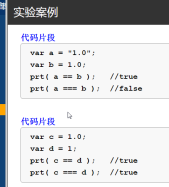 实验案例
代码片段
var a = "1.0";
var b = 1.0;
prt( a == b );   //true
prt( a === b );  //false
代码片段
var c = 1.0;
var d = 1;
prt( c == d );   //true
prt( c === d );  //true